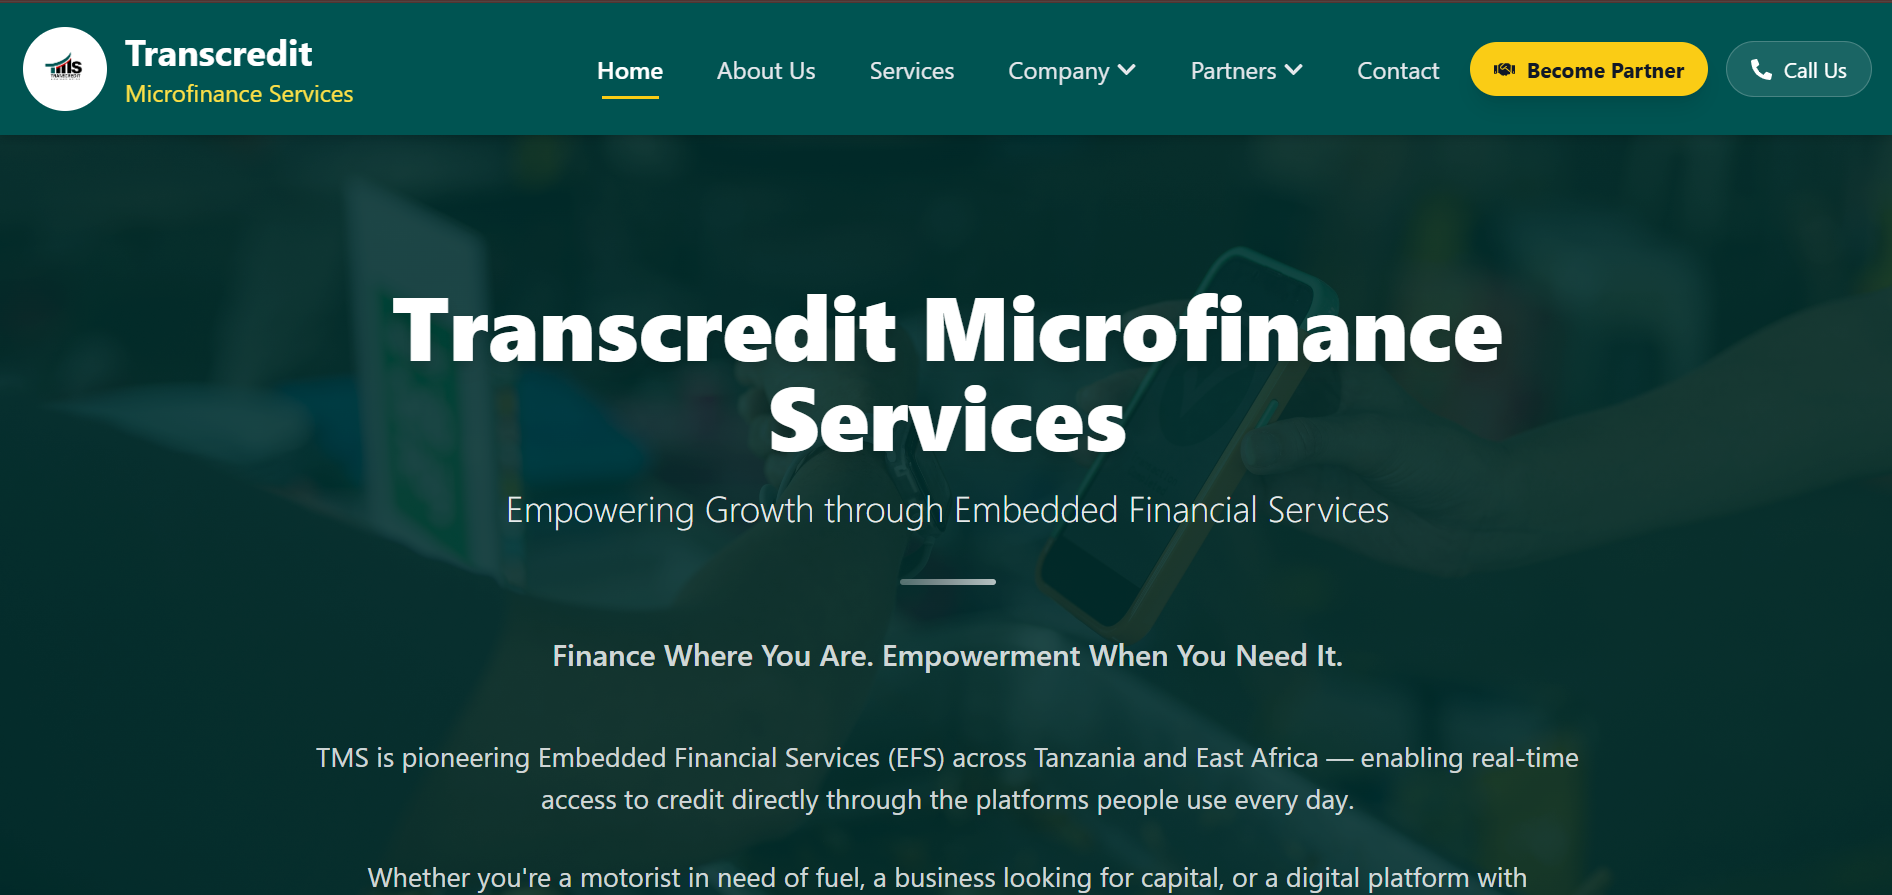 TMS
TRANSCREDIT
Transcredit
Microfinance Services
Home
About Us
Services
Company
Partners
Contact
Become Partner
Call Us
Transcredit Microfinance
Services
Empowering Growth through Embedded Financial Services
Finance Where You Are. Empowerment When You Need It.
TMS is pioneering Embedded Financial Services (EFS) across Tanzania and East Africa — enabling real-time
access to credit directly through the platforms people use every day.
Whether you're a motorist in need of fuel, a business looking for capital, or a digital platform with